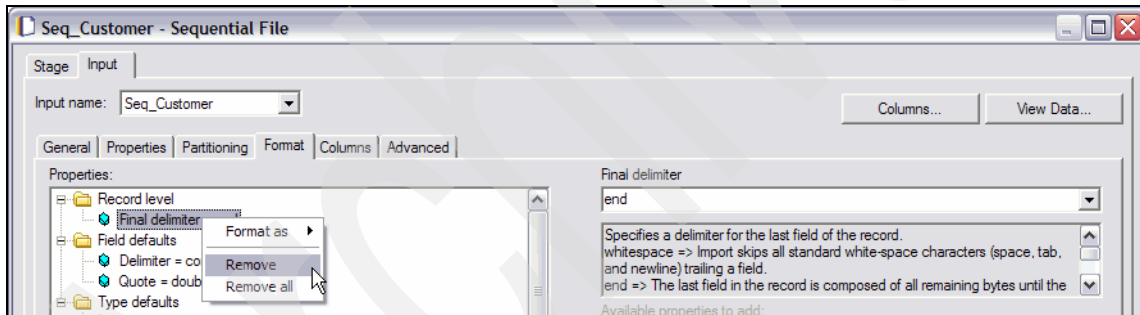 Seq_Customer - Sequential File
Stage Input
Input name: Seq_Customer
Columns... View Data...
General Properties Partitioning Format Columns Advanced
Properties:
Record level
Final delimiter
Field defaults
Delimiter = co
Quote = doub
Type defaults
Format as
Remove
Remove all
Final delimiter
end
Specifies a delimiter for the last field of the record.
whitespace => Import skips all standard white-space characters (space, tab,
and newline) trailing a field.
end => The last field in the record is composed of all remaining bytes until the
Available properties to add: